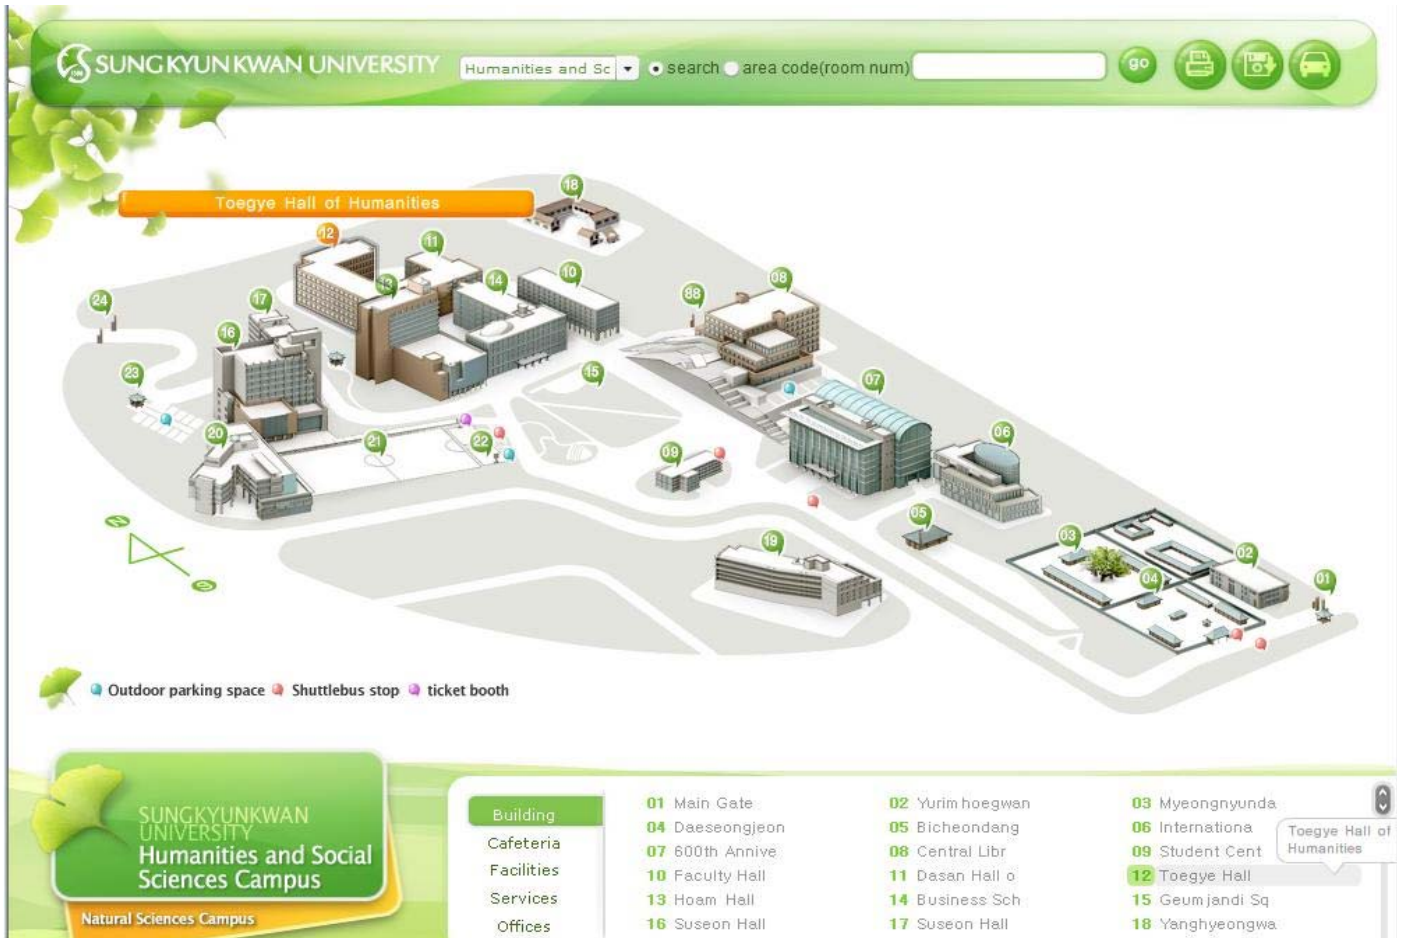 SUNGKYUNKWAN UNIVERSITY
Humanities and Sc
search area code(room num)
go
Toegye Hall of Humanities
18
12
11
13
14
10
88
08
24
17
16
15
07
23
20
21
22
09
06
05
19
03
02
04
01
N
Outdoor parking space Shuttlebus stop ticket booth
SUNGKYUNKWAN
UNIVERSITY
Humanities and Social
Sciences Campus
Natural Sciences Campus
Building
Cafeteria
Facilities
Services
Offices
01 Main Gate 02 Yurim hoegwan 03 Myeongnyunda
04 Daeseongjeon 05 Bicheondang 06 Internationa
07 600th Annive 08 Central Libr 09 Student Cent
10 Faculty Hall 11 Dasan Hall o 12 Toegye Hall
13 Hoam Hall 14 Business Sch 15 Geumjandi Sq
16 Suseon Hall 17 Suseon Hall 18 Yanghyeongwa
Toegye Hall of
Humanities